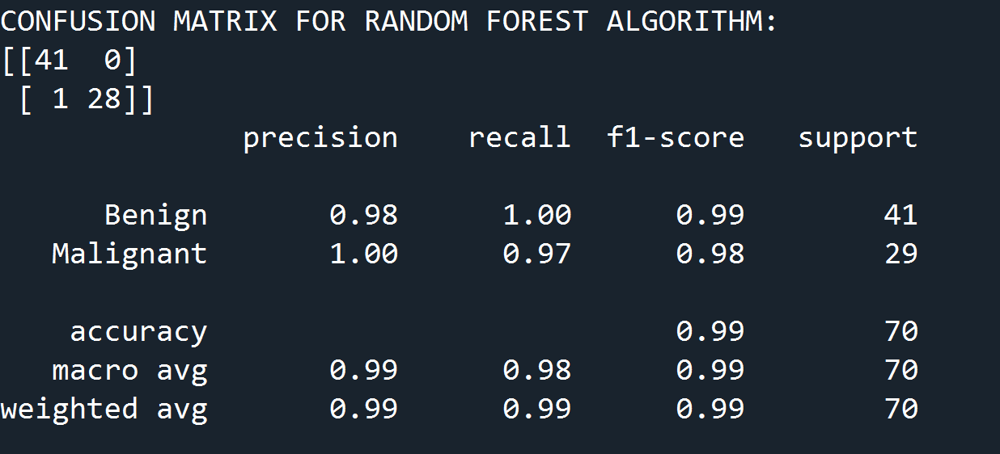 CONFUSION MATRIX FOR RANDOM FOREST ALGORITHM:
[[41  0]
 [ 1 28]]
              precision    recall  f1-score   support

      Benign       0.98      1.00      0.99        41
   Malignant       1.00      0.97      0.98        29

    accuracy                           0.99        70
   macro avg       0.99      0.98      0.99        70
weighted avg       0.99      0.99      0.99        70